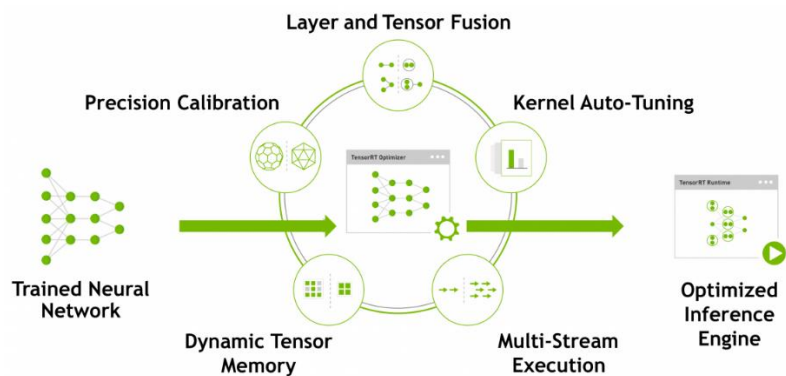 Layer and Tensor Fusion
Precision Calibration
Kernel Auto-Tuning
TensorRT Optimizer
TensorRT Runtime
Trained Neural
Network
Dynamic Tensor
Memory
Multi-Stream
Execution
Optimized
Inference
Engine